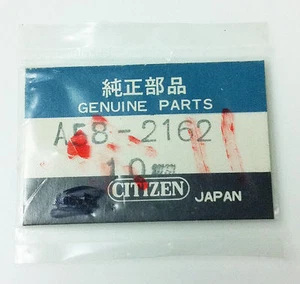 純正部品
GENUINE PARTS
A58-2162
10
CITIZEN
JAPAN